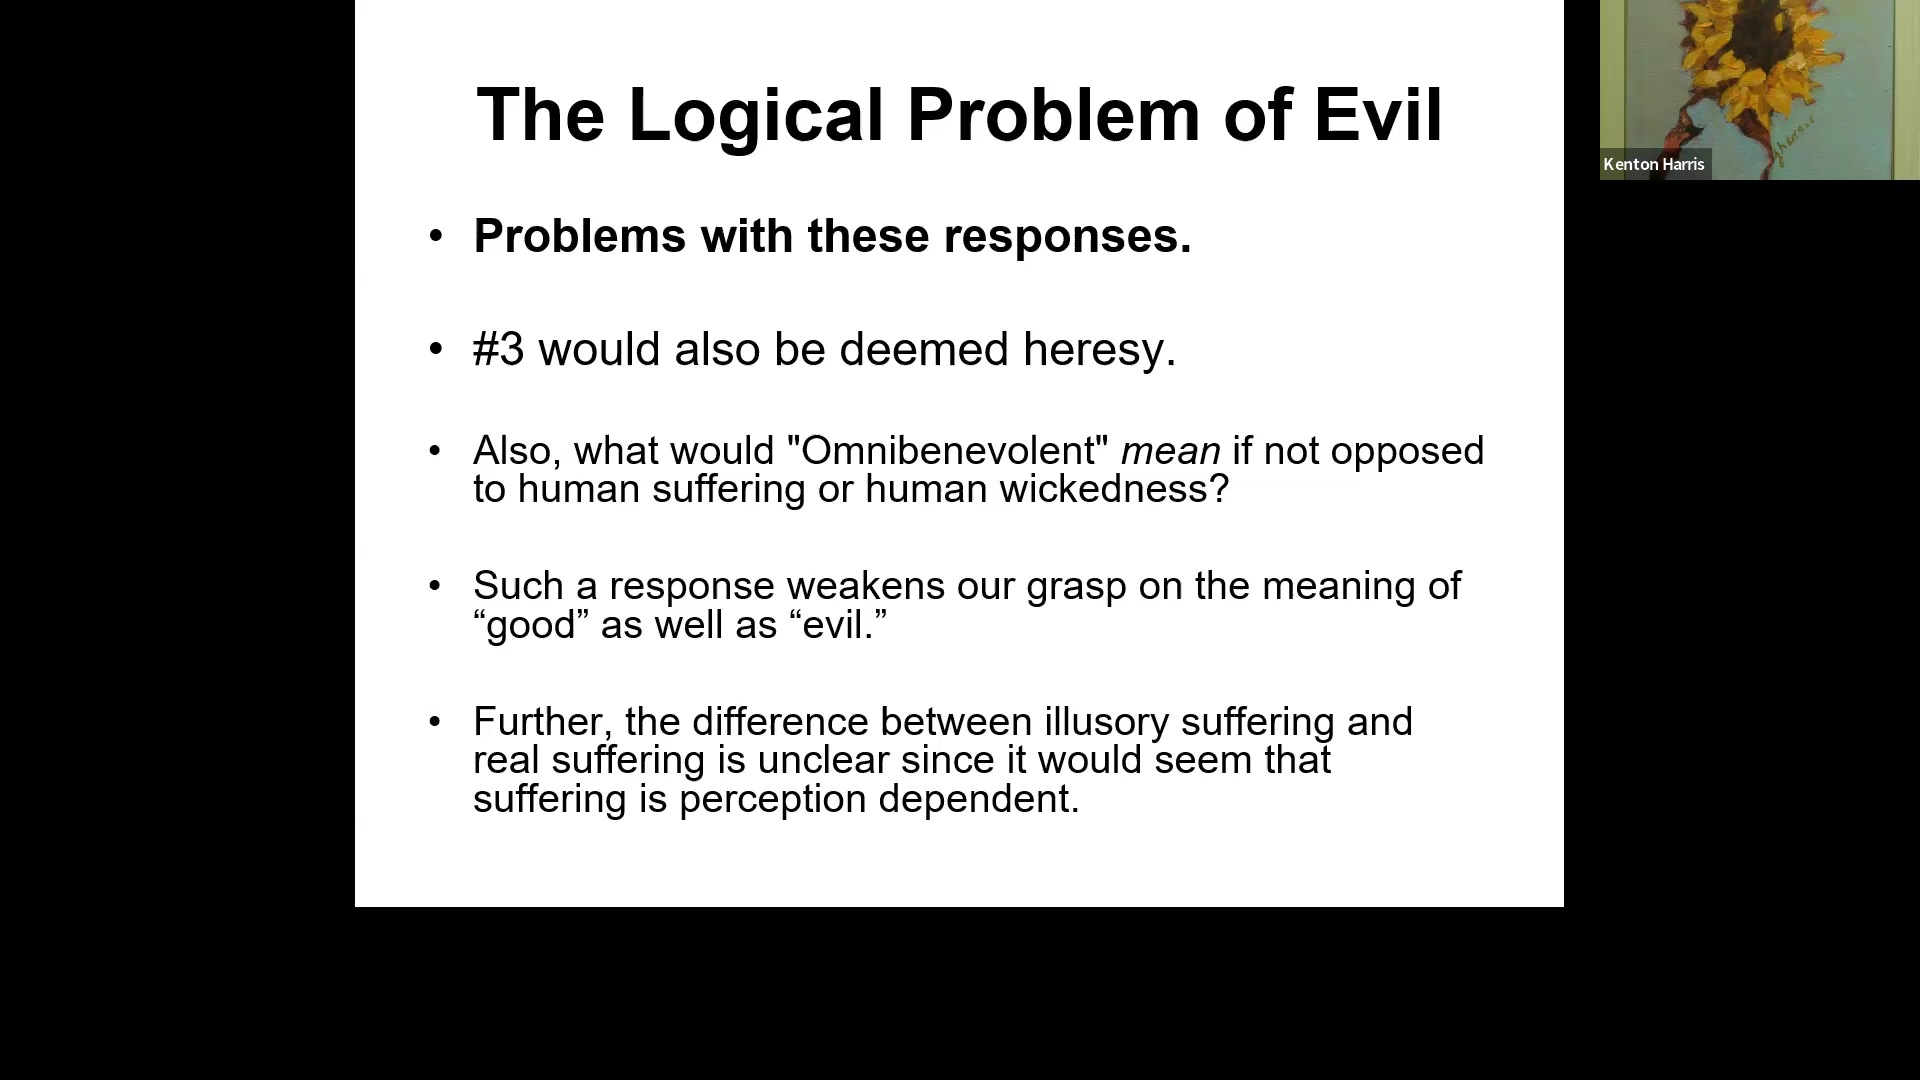 The Logical Problem of Evil
Kenton Harris
• Problems with these responses.
• #3 would also be deemed heresy.
• Also, what would "Omnibenevolent" mean if not opposed
to human suffering or human wickedness?
• Such a response weakens our grasp on the meaning of
“good” as well as “evil.”
• Further, the difference between illusory suffering and
real suffering is unclear since it would seem that
suffering is perception dependent.